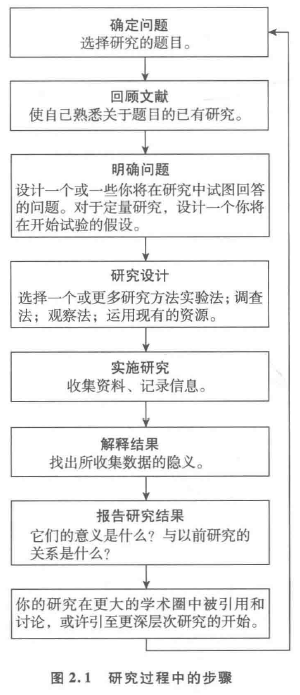 确定问题
选择研究的题目。
回顾文献
使自己熟悉关于题目的已有研究。
明确问题
设计一个或一些你将在研究中试图回答
的问题。对于定量研究，设计一个你将
在开始试验的假设。
研究设计
选择一个或更多研究方法实验法；调查
法；观察法；运用现有的资源。
实施研究
收集资料、记录信息。
解释结果
找出所收集数据的隐义。
报告研究结果
它们的意义是什么？与以前研究的
关系是什么？
你的研究在更大的学术圈中被引用和
讨论，或许引至更深层次研究的开始。
图 2.1 研究过程中的步骤